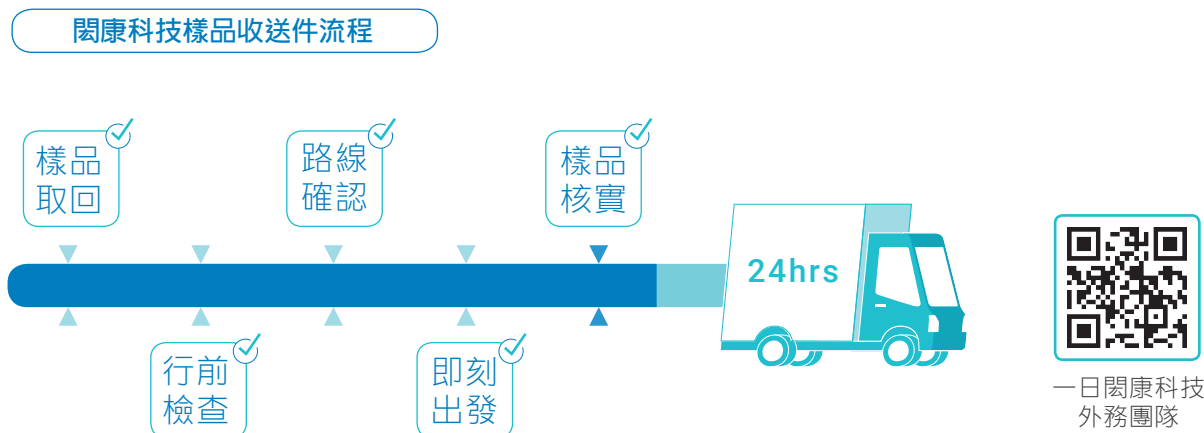 閎康科技樣品收送件流程
樣品
取回
路線
確認
樣品
核實
24hrs
行前
檢查
即刻
出發
一日閎康科技
外務團隊